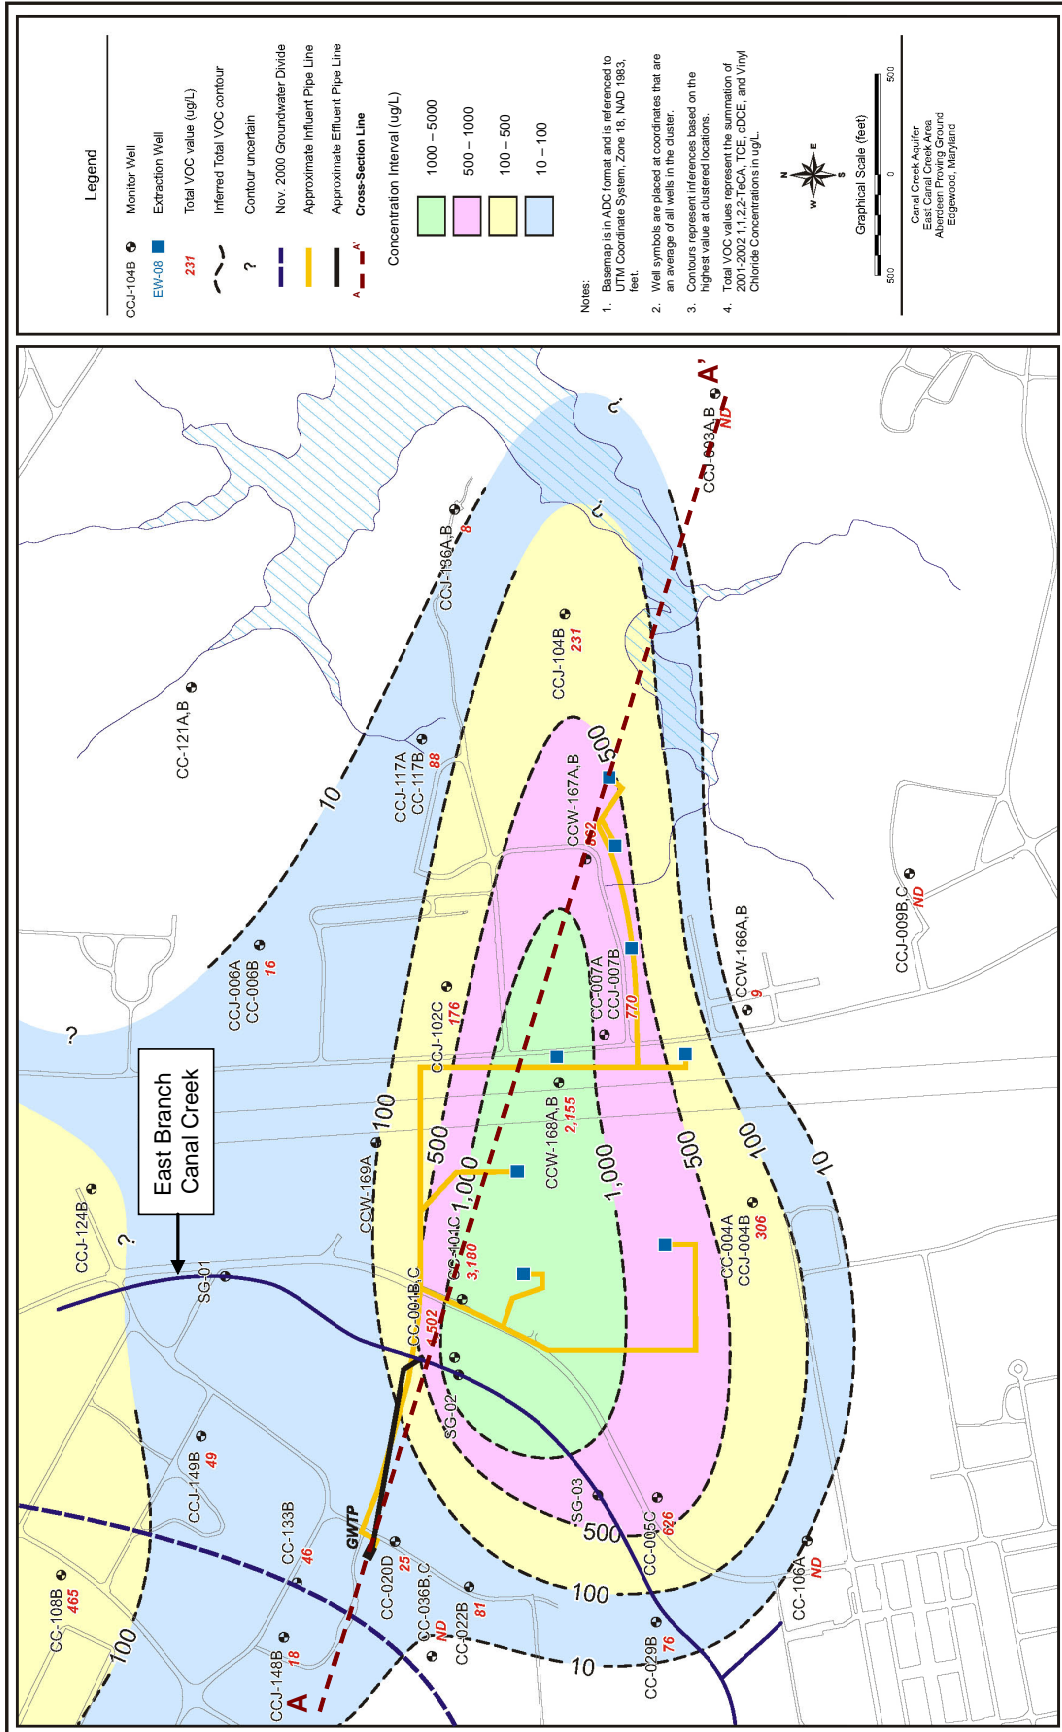 Legend
CCJ-104B Monitor Well
EW-08 Extraction Well
231 Total VOC value (ug/L)
Inferred Total VOC contour
? Contour uncertain
Nov. 2000 Groundwater Divide
Approximate Influent Pipe Line
Approximate Effluent Pipe Line
A A' Cross-Section Line
Concentration Interval (ug/L)
1000 – 5000
500 – 1000
100 – 500
10 – 100
Notes:
1. Basemap is in ADC format and is referenced to
UTM Coordinate System, Zone 18, NAD 1983,
feet.
2. Well symbols are placed at coordinates that are
an average of all wells in the cluster.
3. Contours represent inferences based on the
highest value at clustered locations.
4. Total VOC values represent the summation of
2001-2002 1,1,2,2-TeCA, TCE, cDCE, and Vinyl
Chloride Concentrations in ug/L.
N
W E
S
Graphical Scale (feet)
500 0 500
Canal Creek Aquifer
East Canal Creek Area
Aberdeen Proving Ground
Edgewood, Maryland
CC-108B
465
100
CCJ-148B
18
A
CC-133B
46
CCJ-149B
49
GWTP
CC-020D
25
CC-036B,C
ND
CC-022B
81
10
CC-029B
76
100
CC-106A
ND
CC-005C
626
500
SG-03
SG-02
CC-001B,C
4,502
CC-101C
3,180
SG-01
East Branch
Canal Creek
CCJ-124B
?
?
CCW-169A
100
500
1,000
CCW-168A,B
2,155
1,000
500
100
10
CC-004A
CCJ-004B
306
CCJ-006A
CC-006B
16
CCJ-102C
176
CC-007A
CCJ-007B
770
CCW-166A,B
9
CCJ-009B,C
ND
10
CC-121A,B
CCJ-117A
CC-117B
88
CCW-167A,B
662
500
CCJ-104B
231
CCJ-136A,B
8
?
?
CCJ-093A,B
ND
A'